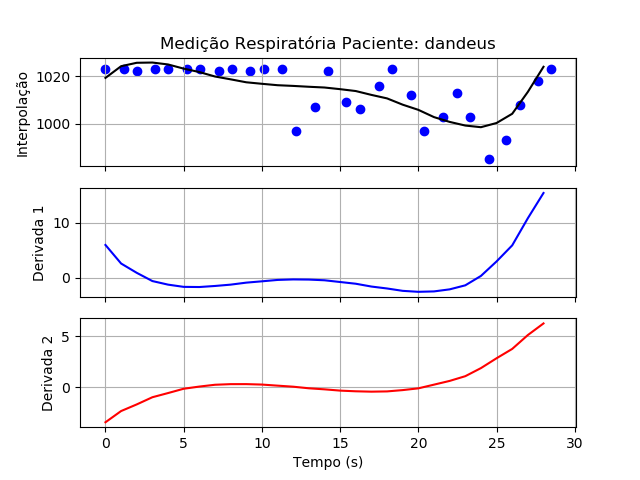 Medição Respiratória Paciente: dandeus
Interpolação
1020
1000
Derivada 1
10
0
Derivada 2
5
0
0 5 10 15 20 25 30
Tempo (s)